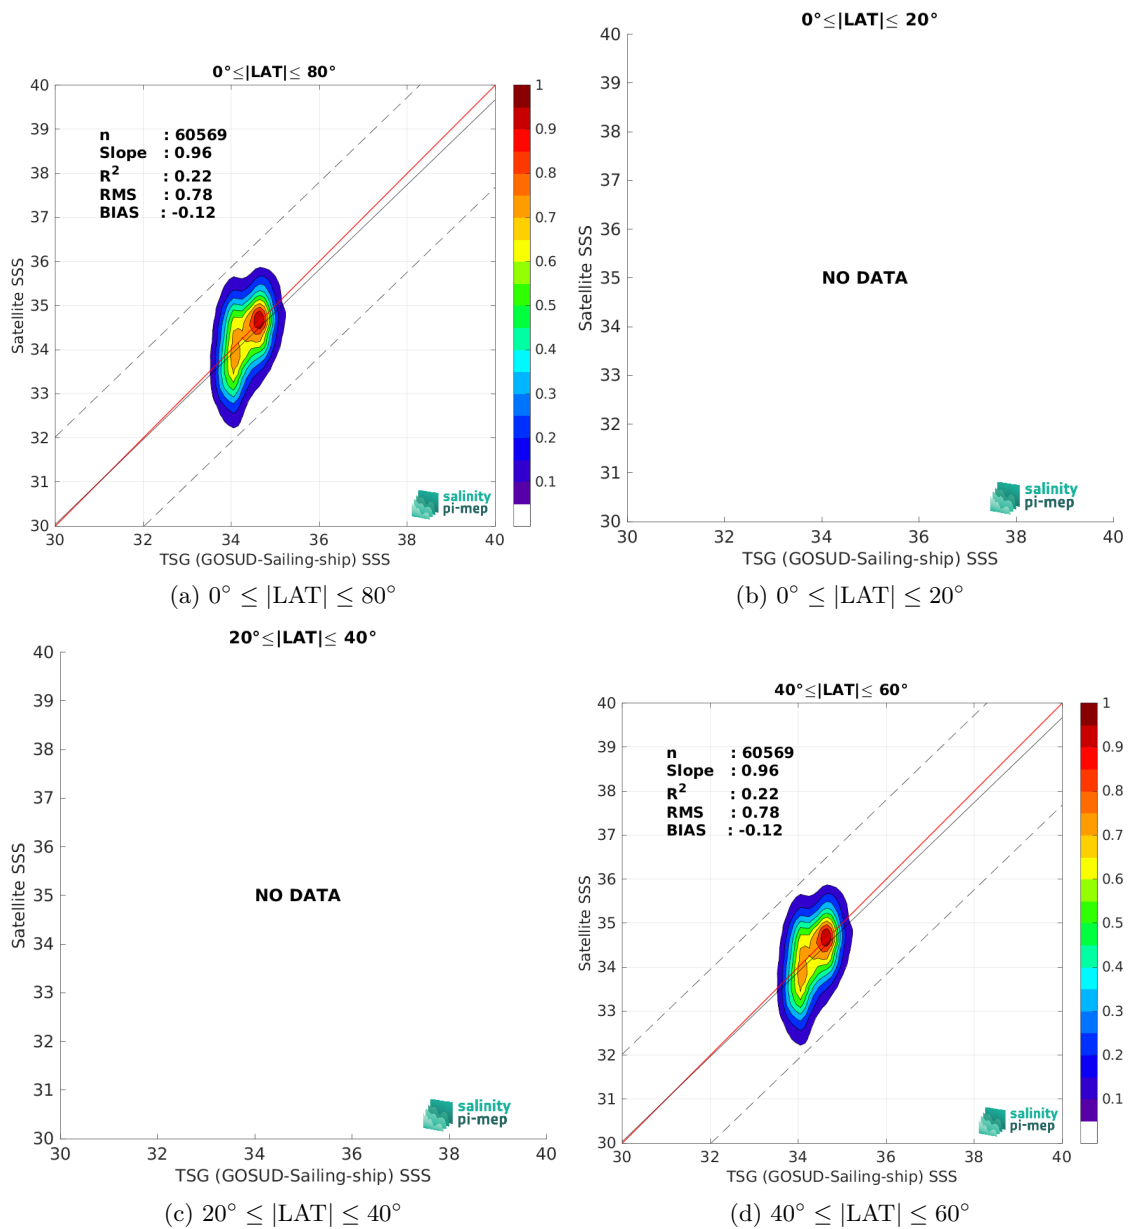 0°≤|LAT|≤ 80°
n : 60569
Slope : 0.96
R² : 0.22
RMS : 0.78
BIAS : -0.12
40
39
38
37
36
35
34
33
32
31
30
Satellite SSS
30 32 34 36 38 40
TSG (GOSUD-Sailing-ship) SSS
1
0.9
0.8
0.7
0.6
0.5
0.4
0.3
0.2
0.1
salinity
pi-mep
(a) 0° ≤ |LAT| ≤ 80°
0°≤|LAT|≤ 20°
40
39
38
37
36
35
34
33
32
31
30
Satellite SSS
NO DATA
salinity
pi-mep
30 32 34 36 38 40
TSG (GOSUD-Sailing-ship) SSS
(b) 0° ≤ |LAT| ≤ 20°
20°≤|LAT|≤ 40°
40
39
38
37
36
35
34
33
32
31
30
Satellite SSS
NO DATA
salinity
pi-mep
30 32 34 36 38 40
TSG (GOSUD-Sailing-ship) SSS
(c) 20° ≤ |LAT| ≤ 40°
40°≤|LAT|≤ 60°
n : 60569
Slope : 0.96
R² : 0.22
RMS : 0.78
BIAS : -0.12
40
39
38
37
36
35
34
33
32
31
30
Satellite SSS
30 32 34 36 38 40
TSG (GOSUD-Sailing-ship) SSS
1
0.9
0.8
0.7
0.6
0.5
0.4
0.3
0.2
0.1
salinity
pi-mep
(d) 40° ≤ |LAT| ≤ 60°